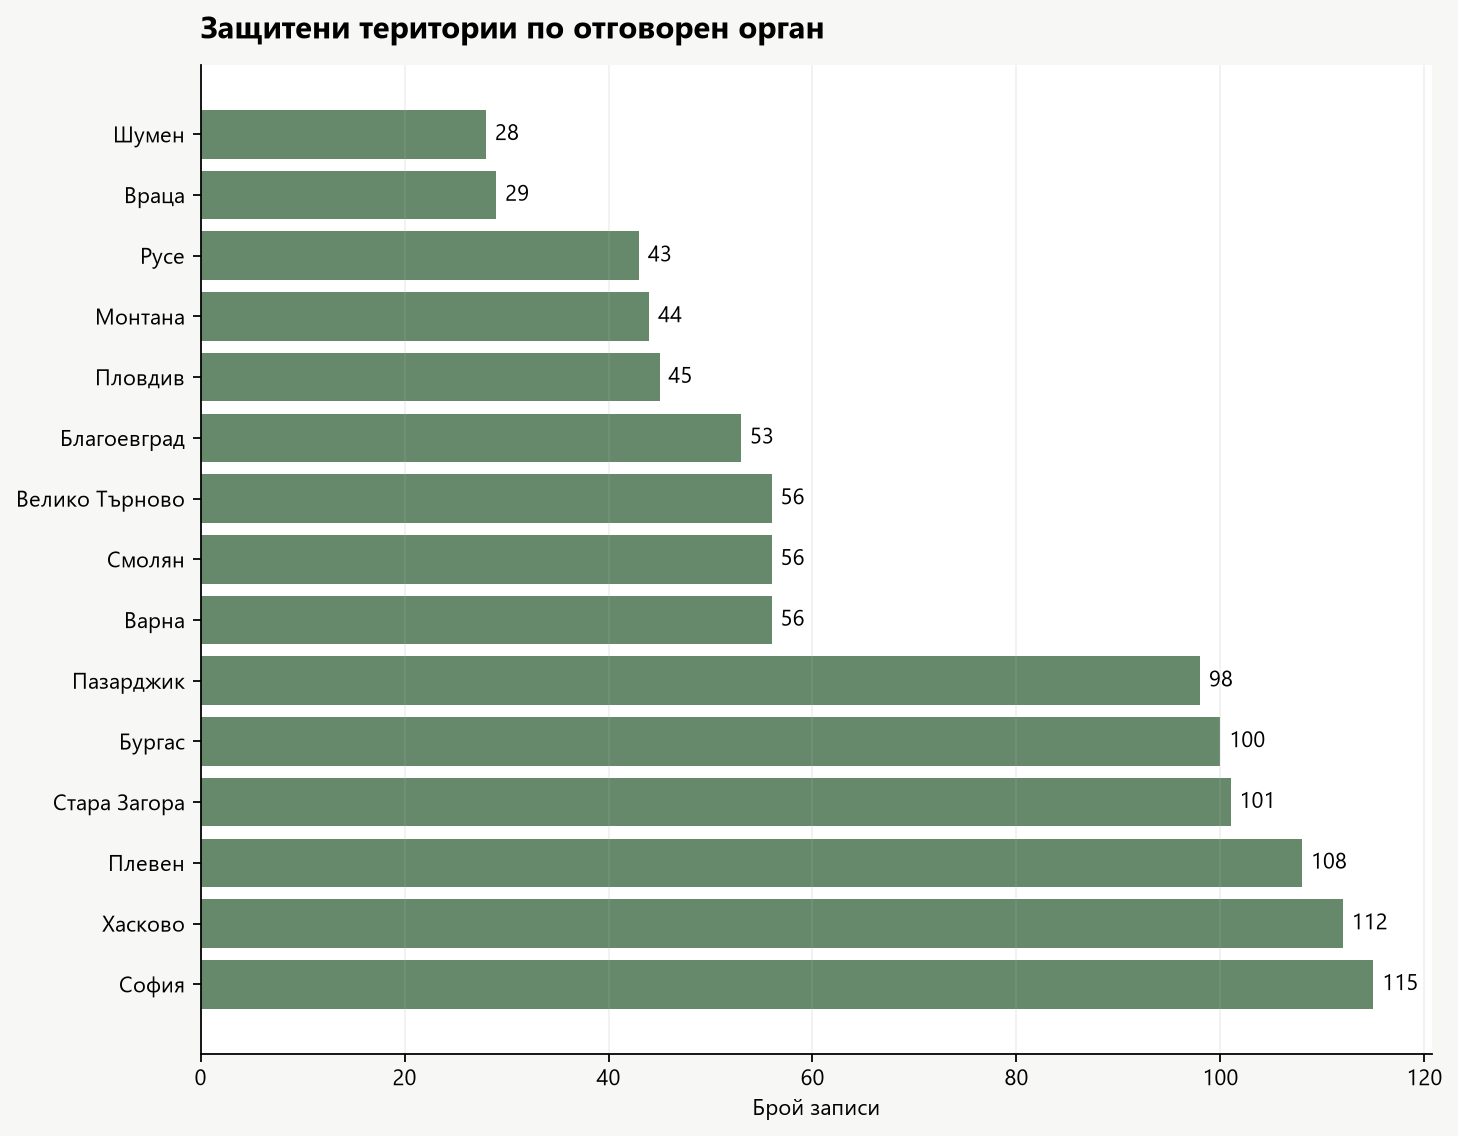 Защитени територии по отговорен орган
Шумен 28
Враца 29
Русе 43
Монтана 44
Пловдив 45
Благоевград 53
Велико Търново 56
Смолян 56
Варна 56
Пазарджик 98
Бургас 100
Стара Загора 101
Плевен 108
Хасково 112
София 115
0 20 40 60 80 100 120
Брой записи